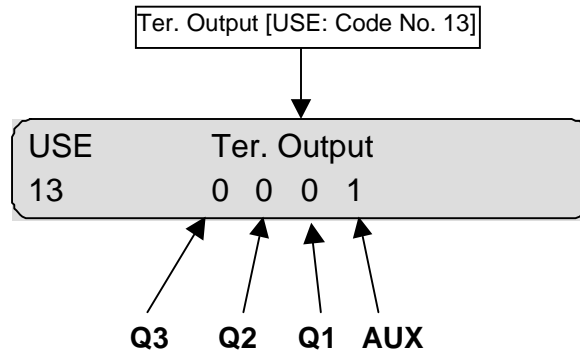 Ter. Output [USE: Code No. 13]
USE Ter. Output
13 0 0 0 1
Q3 Q2 Q1 AUX